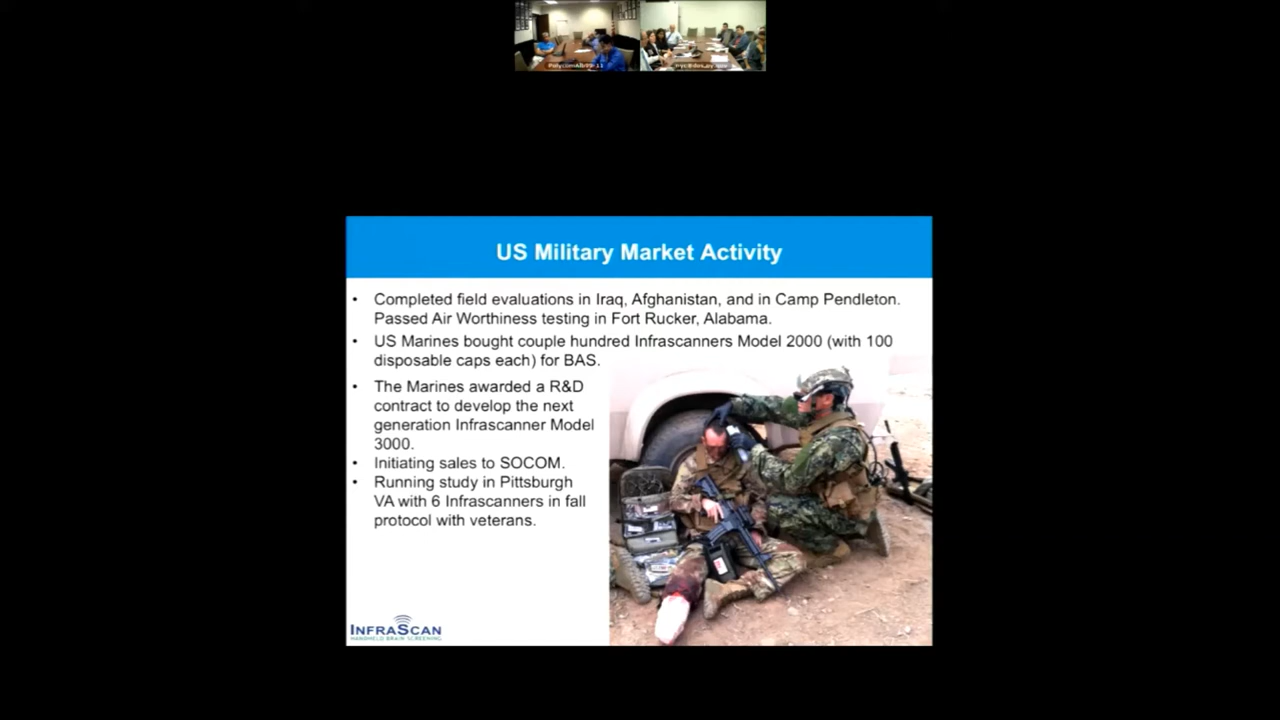 US Military Market Activity
• Completed field evaluations in Iraq, Afghanistan, and in Camp Pendleton.
Passed Air Worthiness testing in Fort Rucker, Alabama.
• US Marines bought couple hundred Infrascanners Model 2000 (with 100
disposable caps each) for BAS.
• The Marines awarded a R&D
contract to develop the next
generation Infrascanner Model
3000.
• Initiating sales to SOCOM.
• Running study in Pittsburgh
VA with 6 Infrascanners in fall
protocol with veterans.
INFRASCAN
HANDHELD BRAIN SCREENING